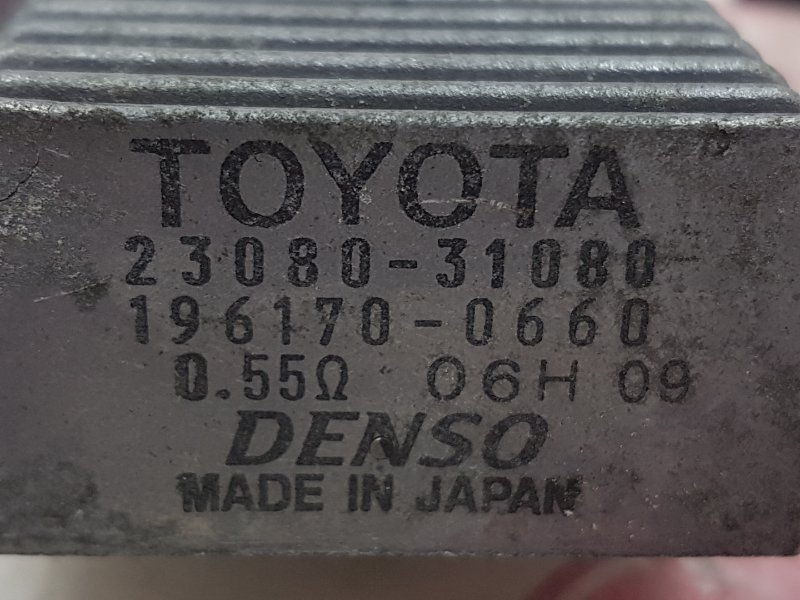 TOYOTA
23080-31080
196170-0660
0.55Ω 06H 09
DENSO
MADE IN JAPAN